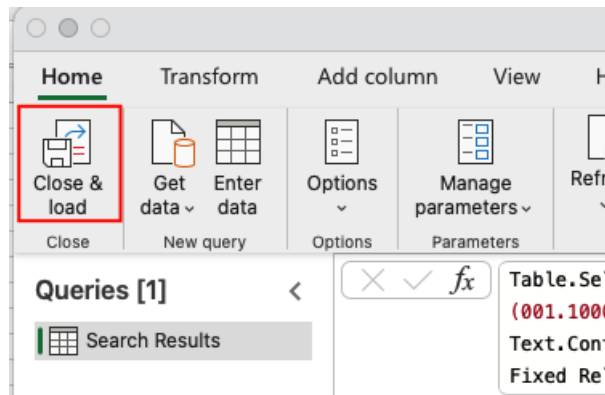 Home Transform Add column View
Close & load
Get data
Enter data
Options
Manage parameters
Close New query Options Parameters
Queries [1]
Search Results
fx
Table.Se
(001.100
Text.Con
Fixed Re